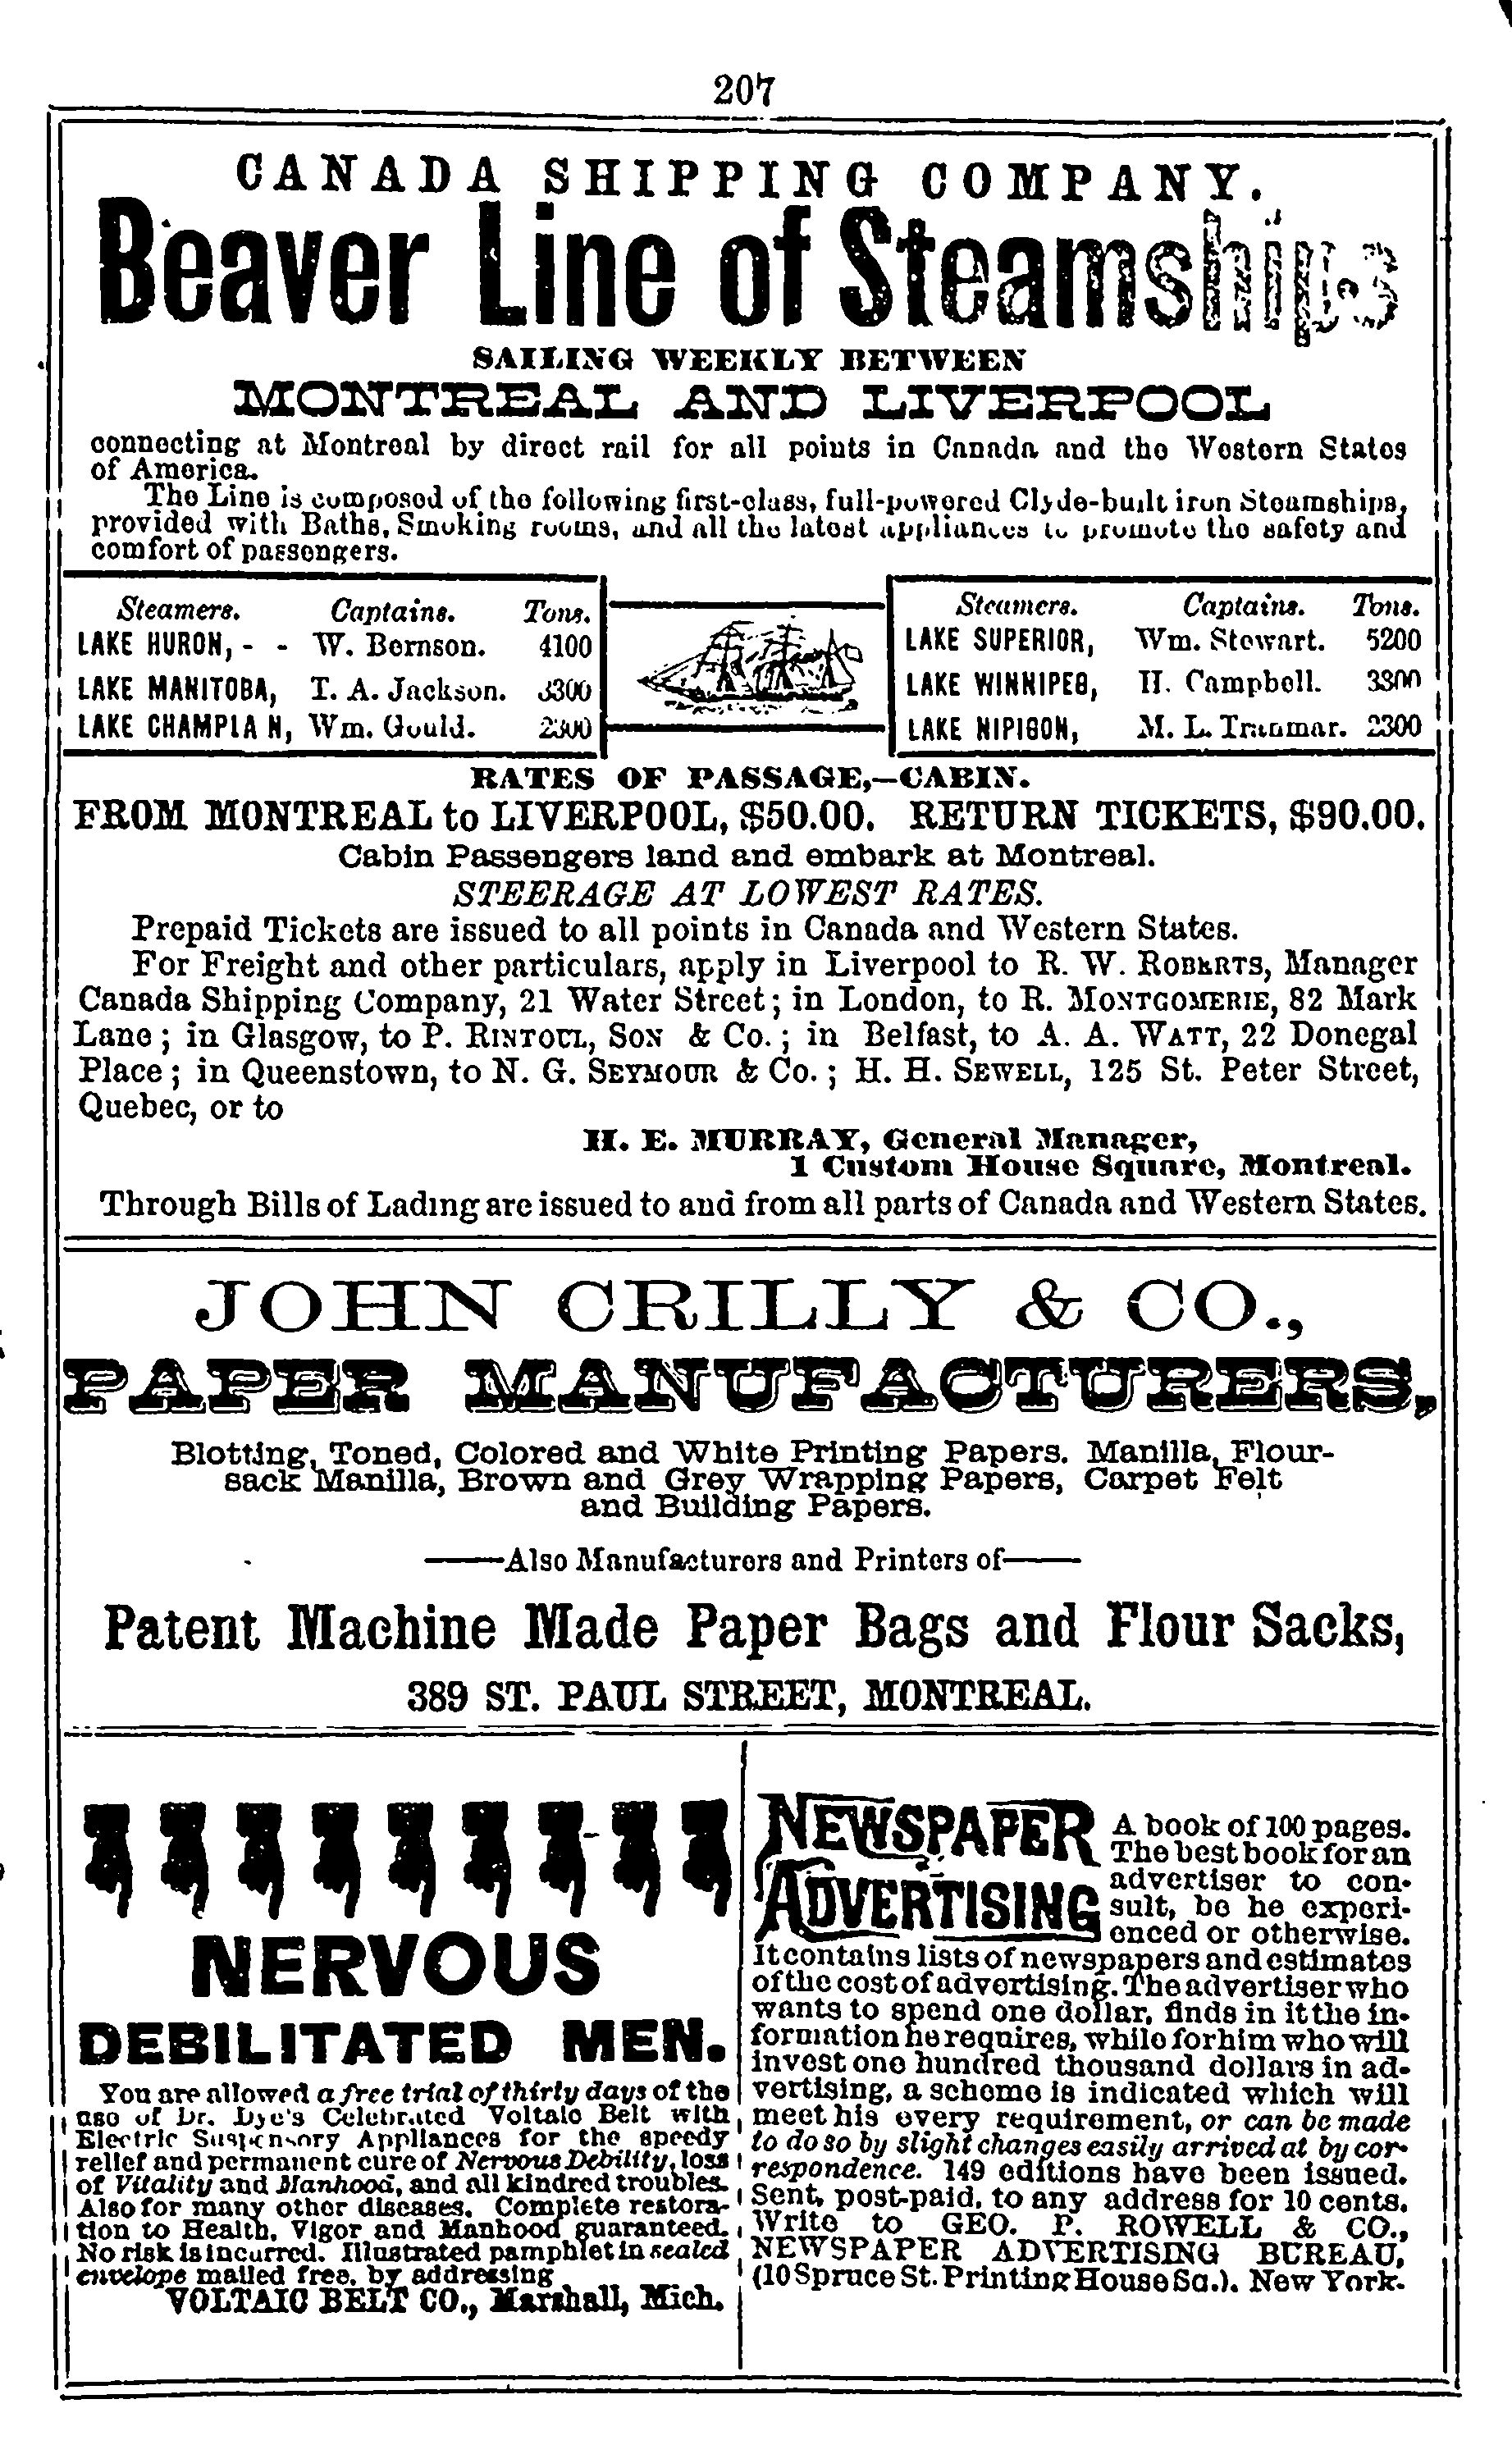 207
CANADA SHIPPING COMPANY.
Beaver Line of Steamships
SAILING WEEKLY BETWEEN
MONTREAL AND LIVERPOOL
connecting at Montreal by direct rail for all points in Canada and the Western States
of America.
The Line is composed of the following first-class, full-powered Clyde-built iron Steamships,
provided with Baths, Smoking rooms, and all the latest appliances to promote the safety and
comfort of passengers.
Steamers. Captains. Tons.
LAKE HURON, - - W. Bernson. 4100
LAKE MANITOBA, T. A. Jackson. 3300
LAKE CHAMPLAIN, Wm. Gould. 2300
Steamers. Captains. Tons.
LAKE SUPERIOR, Wm. Stewart. 5200
LAKE WINNIPEG, H. Campbell. 3300
LAKE NIPIGON, M. L. 2300
RATES OF PASSAGE,—CABIN.
FROM MONTREAL to LIVERPOOL, $50.00. RETURN TICKETS, $90.00.
Cabin Passengers land and embark at Montreal.
STEERAGE AT LOWEST RATES.
Prepaid Tickets are issued to all points in Canada and Western States.
For Freight and other particulars, apply in Liverpool to R. W. ROBERTS, Manager
Canada Shipping Company, 21 Water Street; in London, to R. MONTGOMERIE, 82 Mark
Lane; in Glasgow, to P. RINTOUL, SON & CO.; in Belfast, to A. A. WATT, 22 Donegal
Place; in Queenstown, to N. G. SEYMOUR & CO.; H. H. SEWELL, 125 St. Peter Street,
Quebec, or to
H. E. MURRAY, General Manager,
1 Custom House Square, Montreal.
Through Bills of Lading are issued to and from all parts of Canada and Western States.
JOHN CRILLY & CO.,
PAPER MANUFACTURERS,
Blotting, Toned, Colored and White Printing Papers. Manilla, Flour-
sack Manilla, Brown and Grey Wrapping Papers, Carpet Felt
and Building Papers.
——Also Manufacturers and Printers of——
Patent Machine Made Paper Bags and Flour Sacks,
389 ST. PAUL STREET, MONTREAL.
NERVOUS
DEBILITATED MEN.
You are allowed a free trial of thirty days of the
use of Dr. Dye's Celebrated Voltaic Belt with
Electric Suspensory Appliances for the speedy
relief and permanent cure of Nervous Debility, loss
of Vitality and Manhood, and all kindred troubles.
Also for many other diseases. Complete restora-
tion to Health, Vigor and Manhood guaranteed.
No risk is incurred. Illustrated pamphlet in sealed
envelope mailed free, by addressing
VOLTAIC BELT CO., Marshall, Mich.
NEWSPAPER
ADVERTISING
A book of 100 pages.
The best book for an
advertiser to con-
sult, be he experi-
enced or otherwise.
It contains lists of newspapers and estimates
of the cost of advertising. The advertiser who
wants to spend one dollar, finds in it the in-
formation he requires, while for him who will
invest one hundred thousand dollars in ad-
vertising, a scheme is indicated which will
meet his every requirement, or can be made
to do so by slight changes easily arrived at by cor-
respondence. 149 editions have been issued.
Sent, post-paid, to any address for 10 cents.
Write to GEO. P. ROWELL & CO.,
NEWSPAPER ADVERTISING BUREAU,
(10 Spruce St. Printing House Sq.), New York.